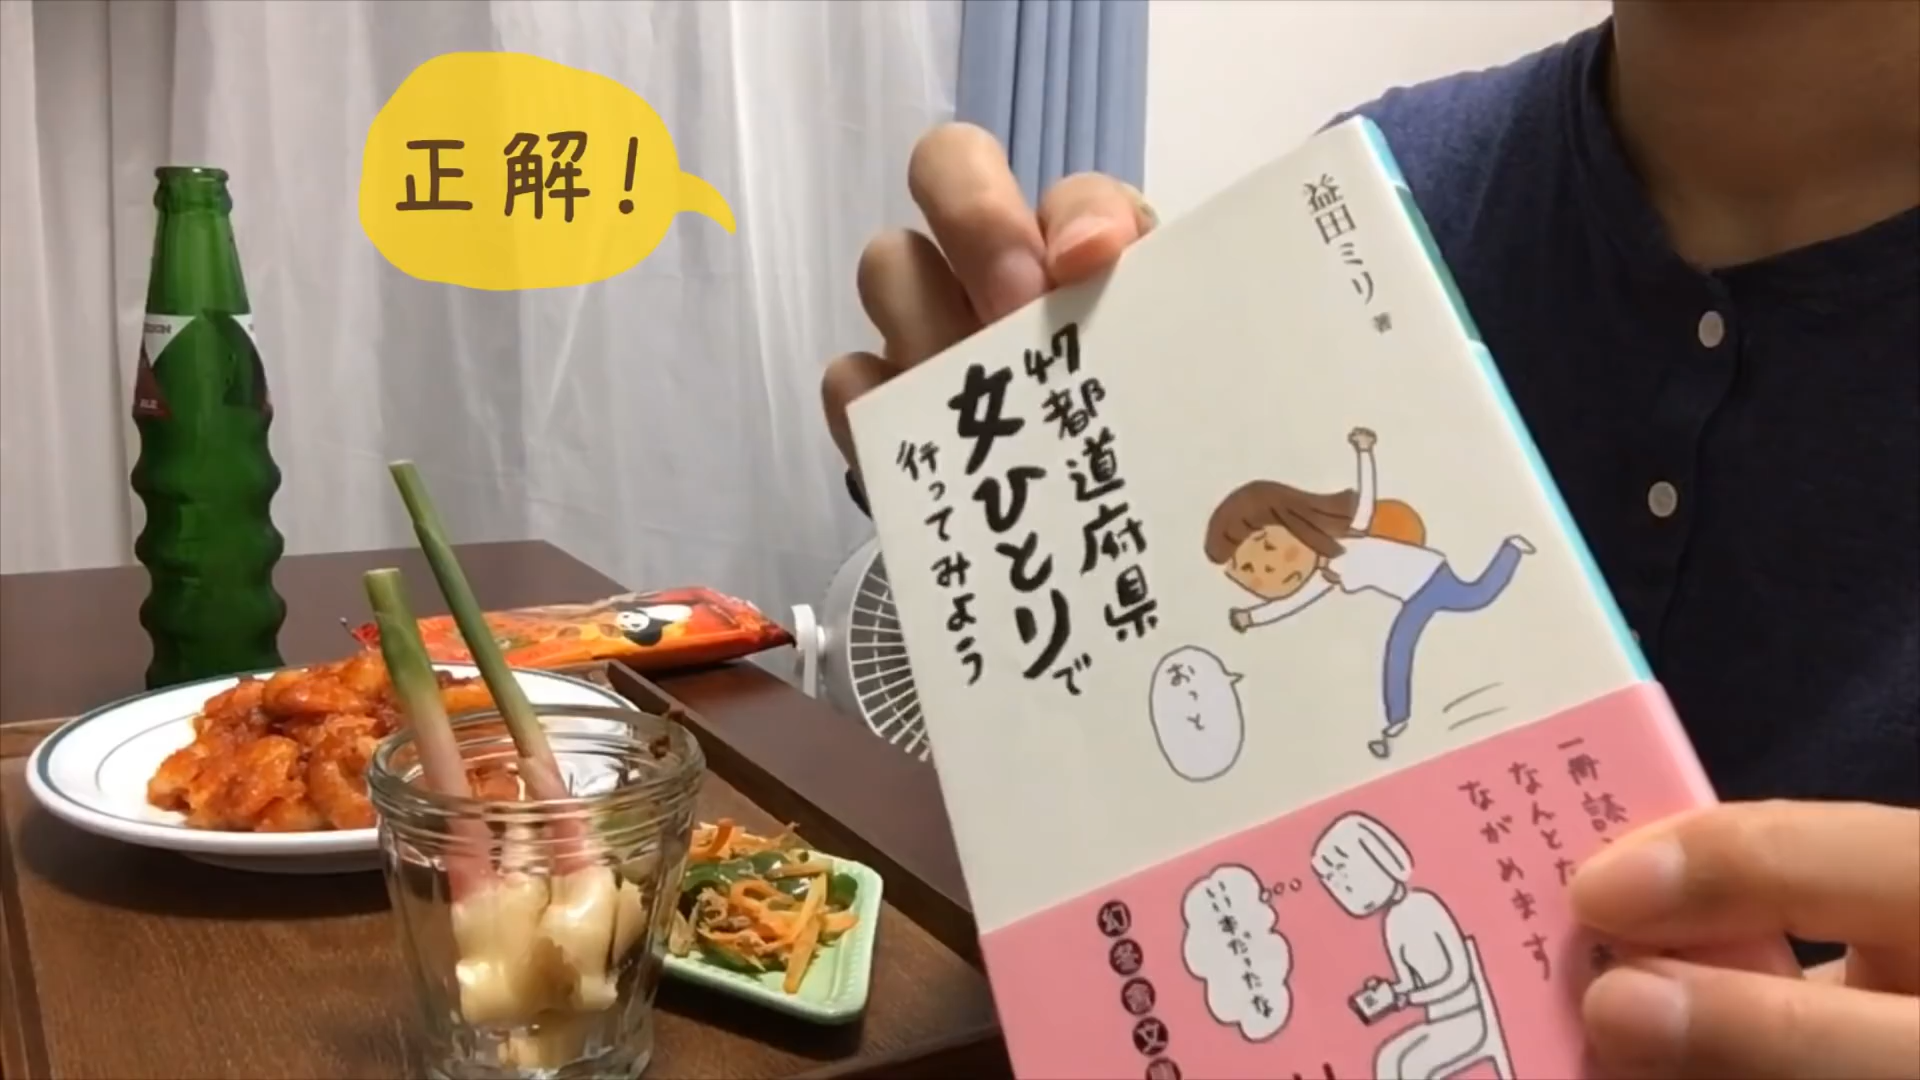 正解！
益田ミリ 著
47都道府県
女ひとりで
行ってみよう
おっと
一冊読
なんとた
ながめます
いい本だったな
幻冬舎文庫